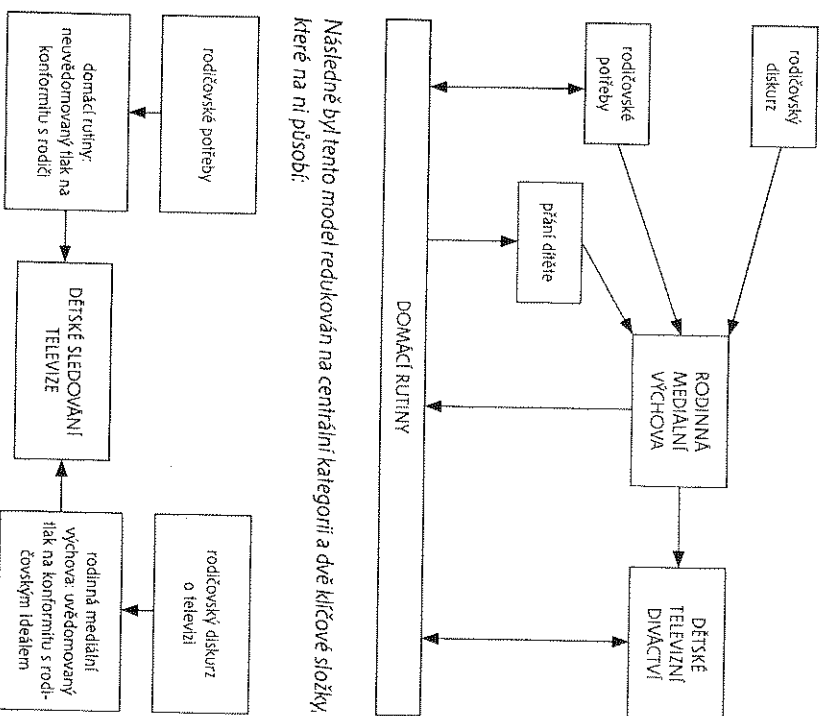 rodičovský
diskurz
rodičovské
potřeby
přání dítěte
RODINNÁ
MEDIÁLNÍ
VÝCHOVA
DĚTSKÉ
TELEVIZNÍ
DIVÁCTVÍ
DOMÁCÍ RUTINY
Následně byl tento model redukován na centrální kategorii a dvě klíčové složky,
které na ni působí:
rodičovské potřeby
rodičovský diskurz
o televizi
domácí rutiny:
neuvědomovaný tlak na
konformitu s rodiči
DĚTSKÉ SLEDOVÁNÍ
TELEVIZE
rodinná mediální
výchova: uvědomovaný
tlak na konformitu s rodi-
čovským ideálem